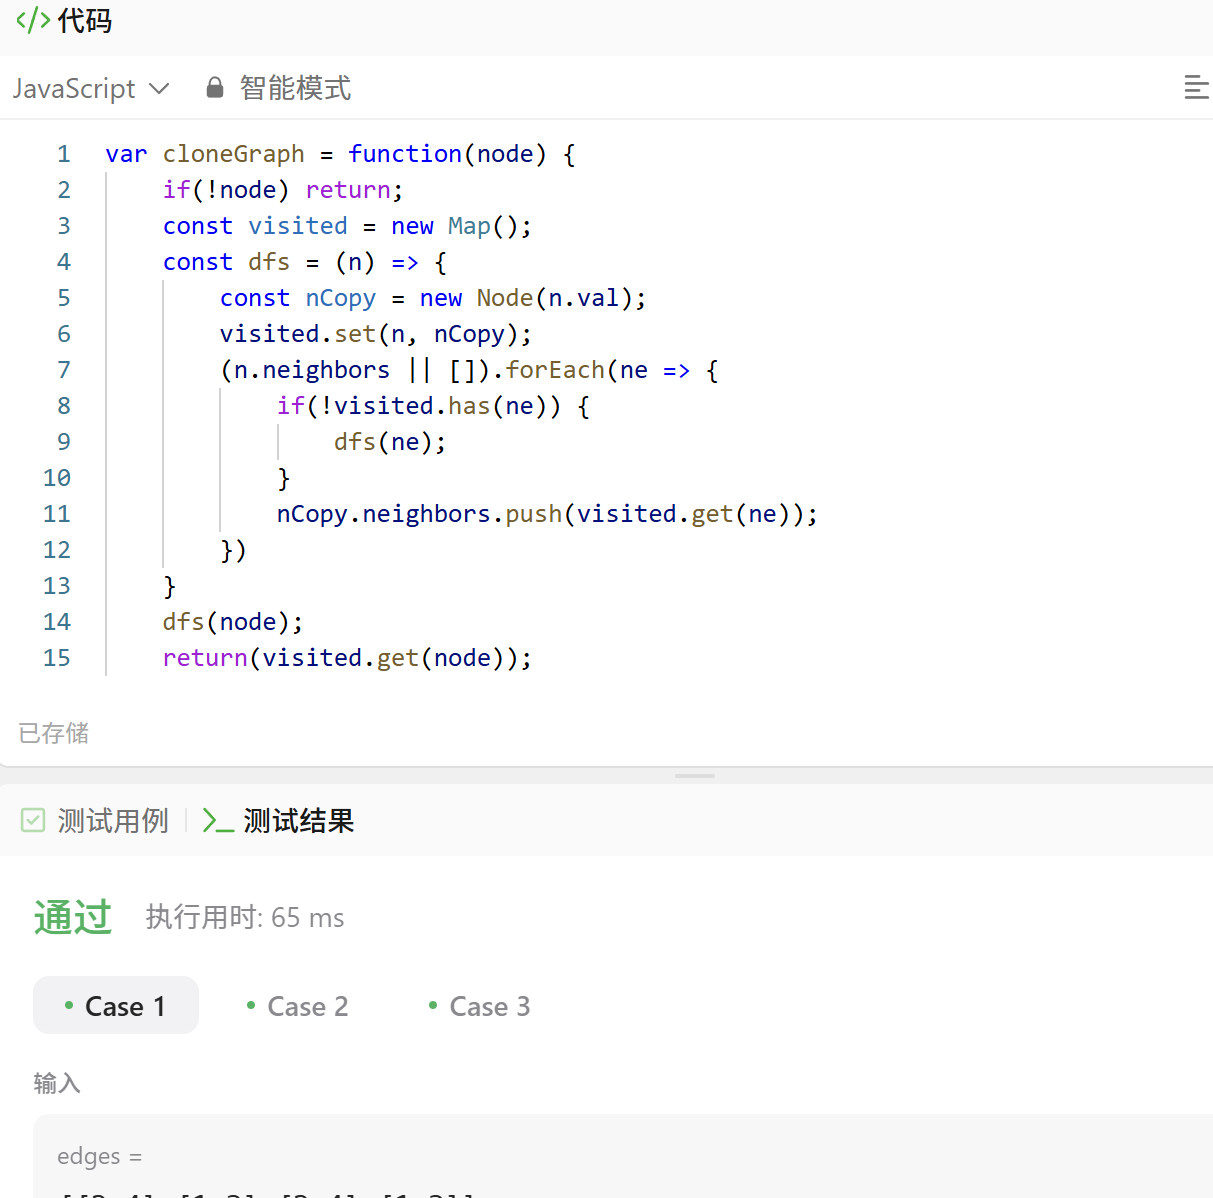 </> 代码
JavaScript 智能模式
1 var cloneGraph = function(node) {
2     if(!node) return;
3     const visited = new Map();
4     const dfs = (n) => {
5         const nCopy = new Node(n.val);
6         visited.set(n, nCopy);
7         (n.neighbors || []).forEach(ne => {
8             if(!visited.has(ne)) {
9                 dfs(ne);
10             }
11             nCopy.neighbors.push(visited.get(ne));
12         })
13     }
14     dfs(node);
15     return(visited.get(node));
已存储
测试用例 | >_ 测试结果
通过 执行用时: 65 ms
Case 1 Case 2 Case 3
输入
edges =